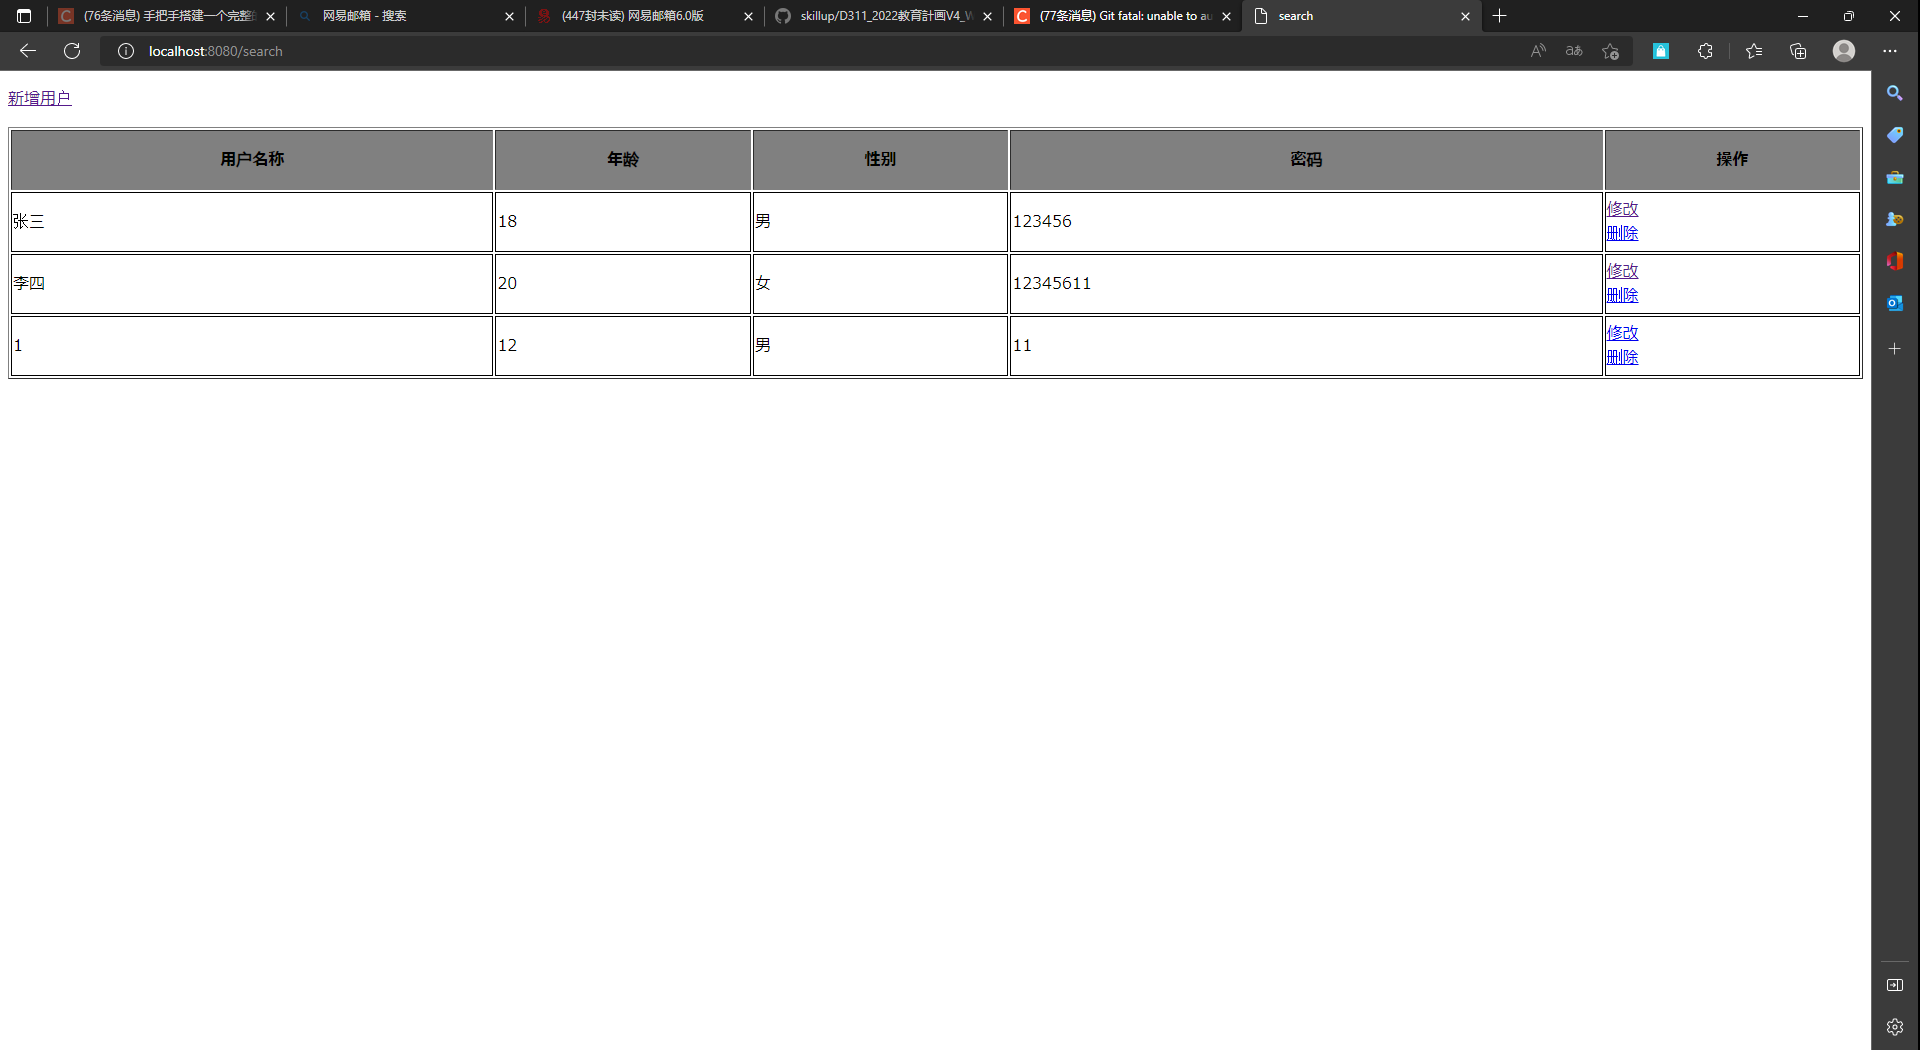 (76条消息) 手把手搭建一个完整
网易邮箱 - 搜索
(447封未读) 网易邮箱6.0版
skillup/D311_2022教育計画V4_W
(77条消息) Git fatal: unable to au
search
localhost:8080/search
新增用户
用户名称 年龄 性别 密码 操作
张三 18 男 123456 修改
删除
李四 20 女 12345611 修改
删除
1 12 男 11 修改
删除